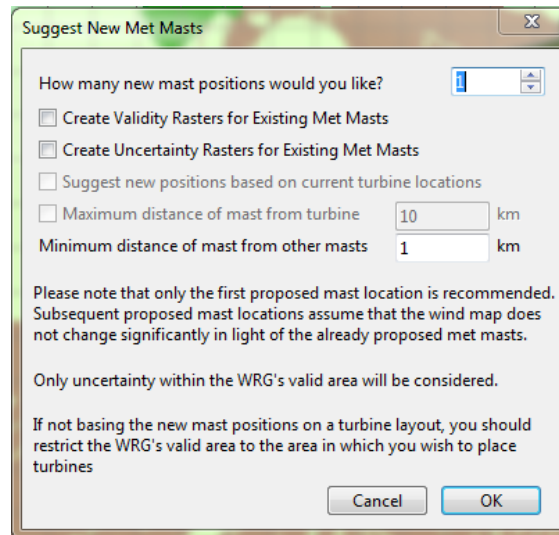 Suggest New Met Masts
How many new mast positions would you like? 1
Create Validity Rasters for Existing Met Masts
Create Uncertainty Rasters for Existing Met Masts
Suggest new positions based on current turbine locations
Maximum distance of mast from turbine 10 km
Minimum distance of mast from other masts 1 km
Please note that only the first proposed mast location is recommended.
Subsequent proposed mast locations assume that the wind map does
not change significantly in light of the already proposed met masts.
Only uncertainty within the WRG's valid area will be considered.
If not basing the new mast positions on a turbine layout, you should
restrict the WRG's valid area to the area in which you wish to place
turbines
Cancel OK